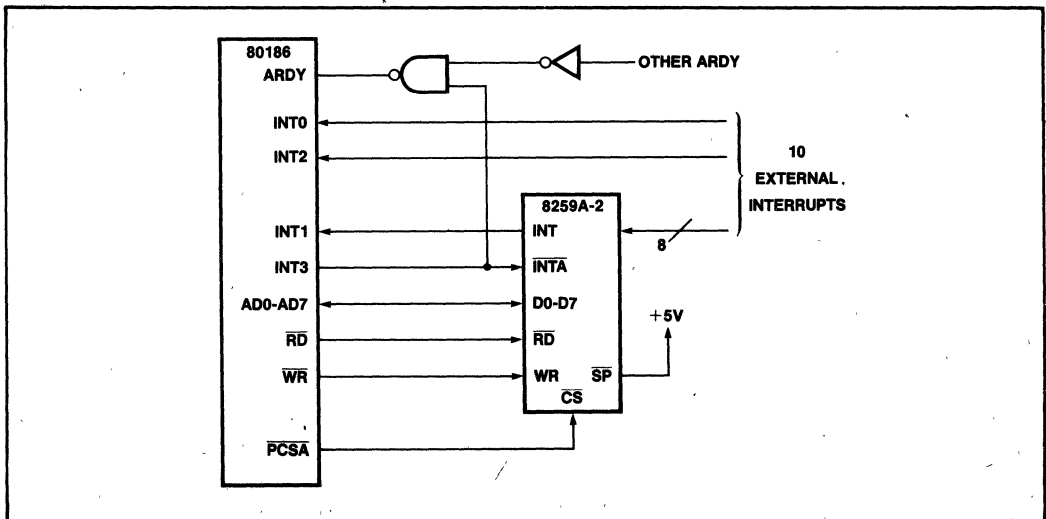 80186
ARDY
OTHER ARDY
INT0
INT2
10
EXTERNAL.
INTERRUPTS
8259A-2
INT1
INT
8
INT3
INTA
AD0-AD7
D0-D7
+5V
RD
RD
WR
WR
SP
CS
PCSA